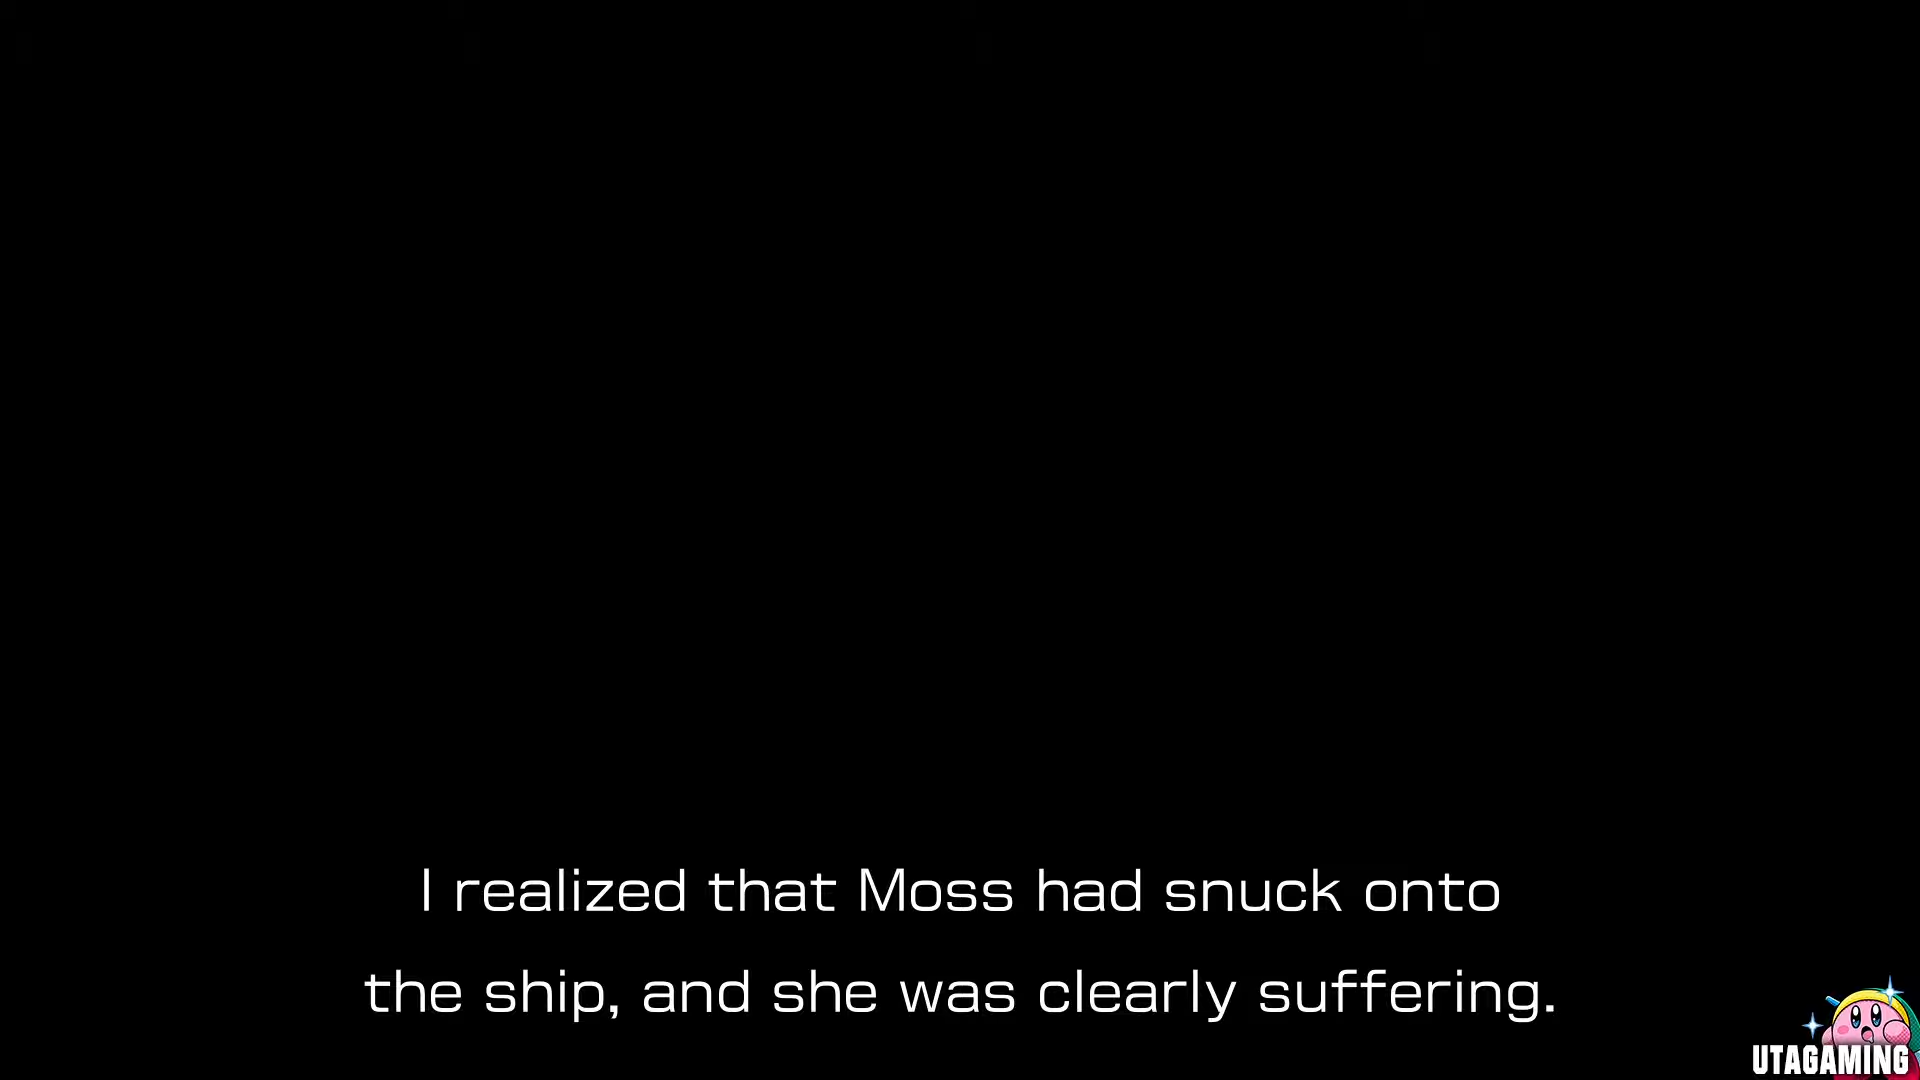 I realized that Moss had snuck onto
the ship, and she was clearly suffering.
UTAGAMING